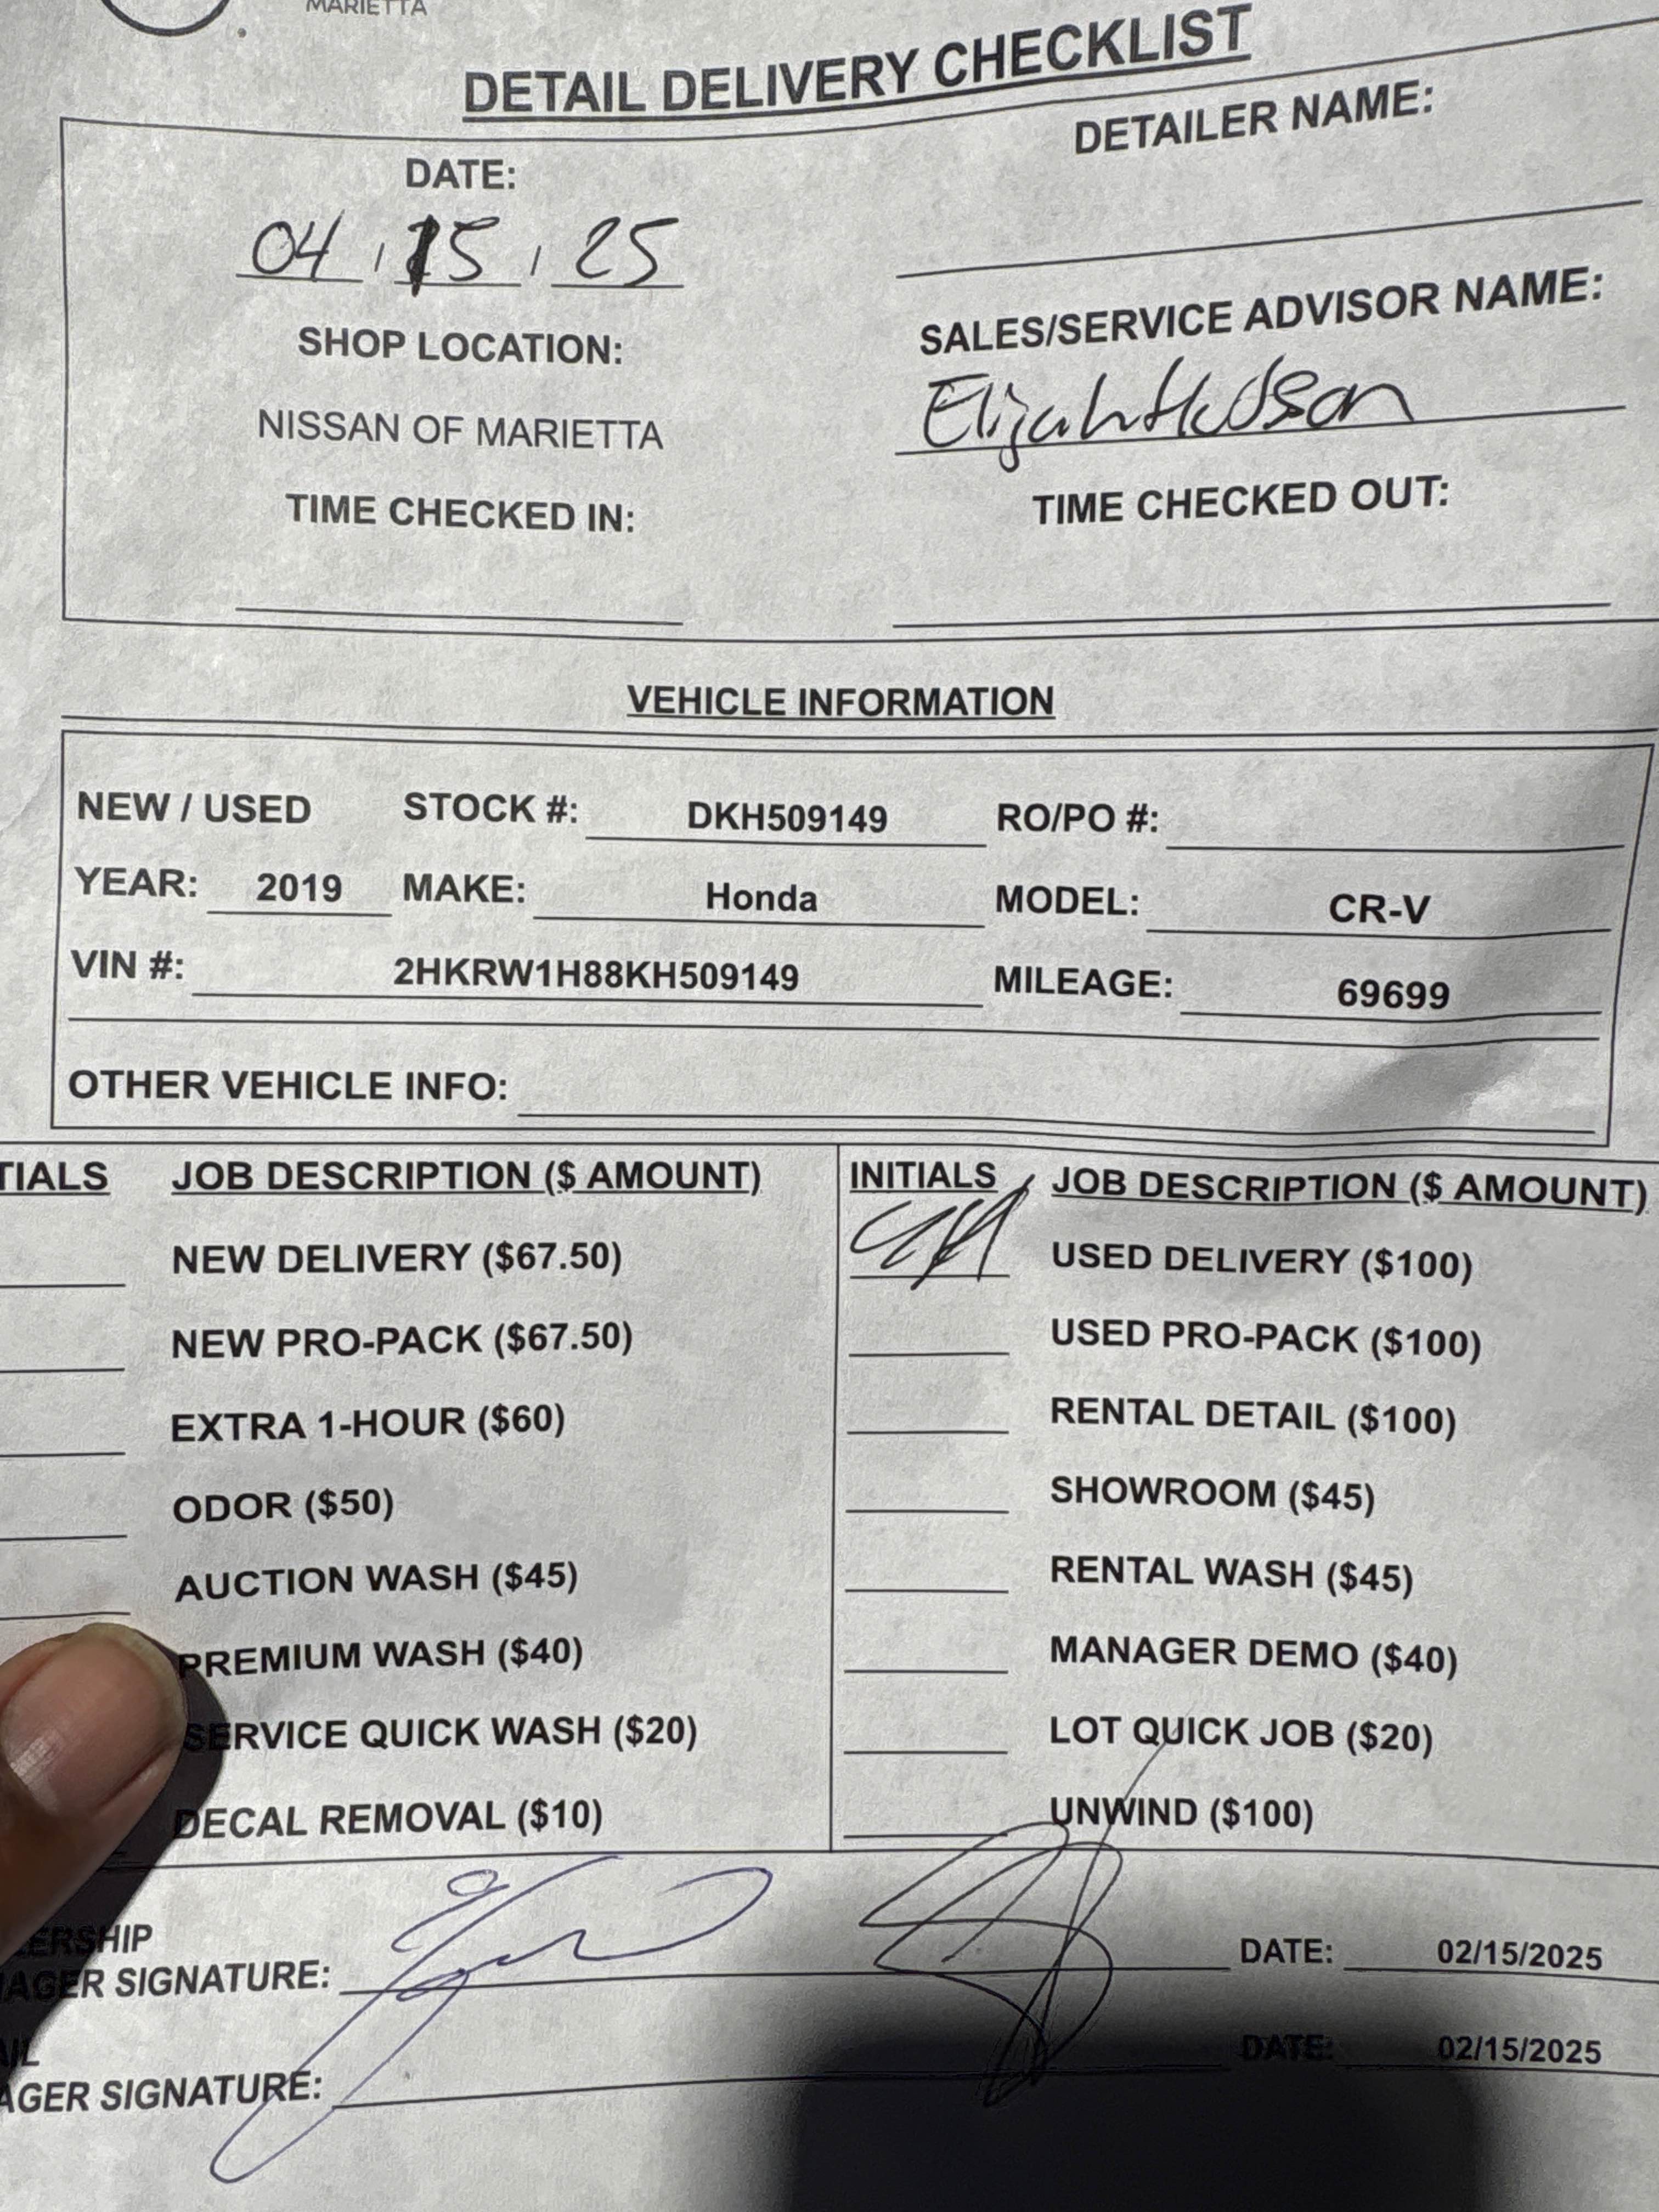 MARIETTA
DETAIL DELIVERY CHECKLIST
DATE:
04 / 15 / 25
DETAILER NAME:
SHOP LOCATION:
NISSAN OF MARIETTA
SALES/SERVICE ADVISOR NAME:
Elijah Hudson
TIME CHECKED IN:
TIME CHECKED OUT:
VEHICLE INFORMATION
NEW / USED STOCK #: DKH509149 RO/PO #:
YEAR: 2019 MAKE: Honda MODEL: CR-V
VIN #: 2HKRW1H88KH509149 MILEAGE: 69699
OTHER VEHICLE INFO:
TIALS JOB DESCRIPTION ($ AMOUNT)
NEW DELIVERY ($67.50)
NEW PRO-PACK ($67.50)
EXTRA 1-HOUR ($60)
ODOR ($50)
AUCTION WASH ($45)
PREMIUM WASH ($40)
SERVICE QUICK WASH ($20)
DECAL REMOVAL ($10)
INITIALS JOB DESCRIPTION ($ AMOUNT)
USED DELIVERY ($100)
USED PRO-PACK ($100)
RENTAL DETAIL ($100)
SHOWROOM ($45)
RENTAL WASH ($45)
MANAGER DEMO ($40)
LOT QUICK JOB ($20)
UNWIND ($100)
ERSHIP
AGER SIGNATURE: DATE: 02/15/2025
AIL
AGER SIGNATURE: DATE: 02/15/2025